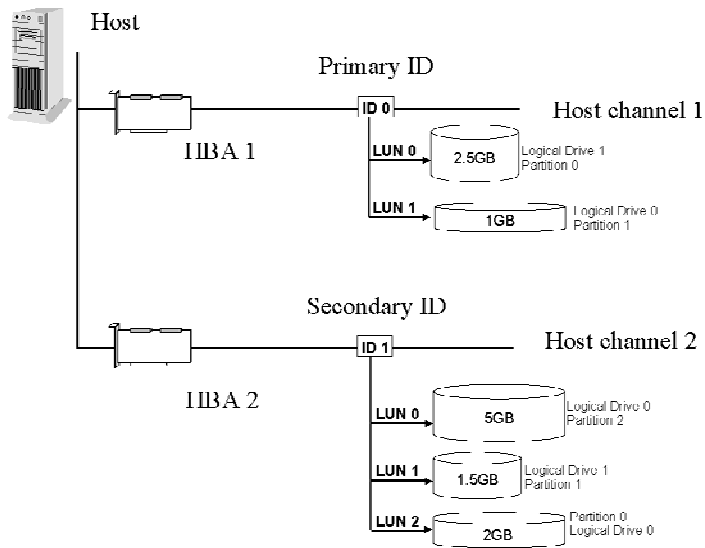 Host
Primary ID
ID 0
Host channel 1
HBA 1
LUN 0
2.5GB
Logical Drive 1
Partition 0
LUN 1
1GB
Logical Drive 0
Partition 1
Secondary ID
ID 1
Host channel 2
HBA 2
LUN 0
5GB
Logical Drive 0
Partition 2
LUN 1
1.5GB
Logical Drive 1
Partition 1
LUN 2
2GB
Partition 0
Logical Drive 0